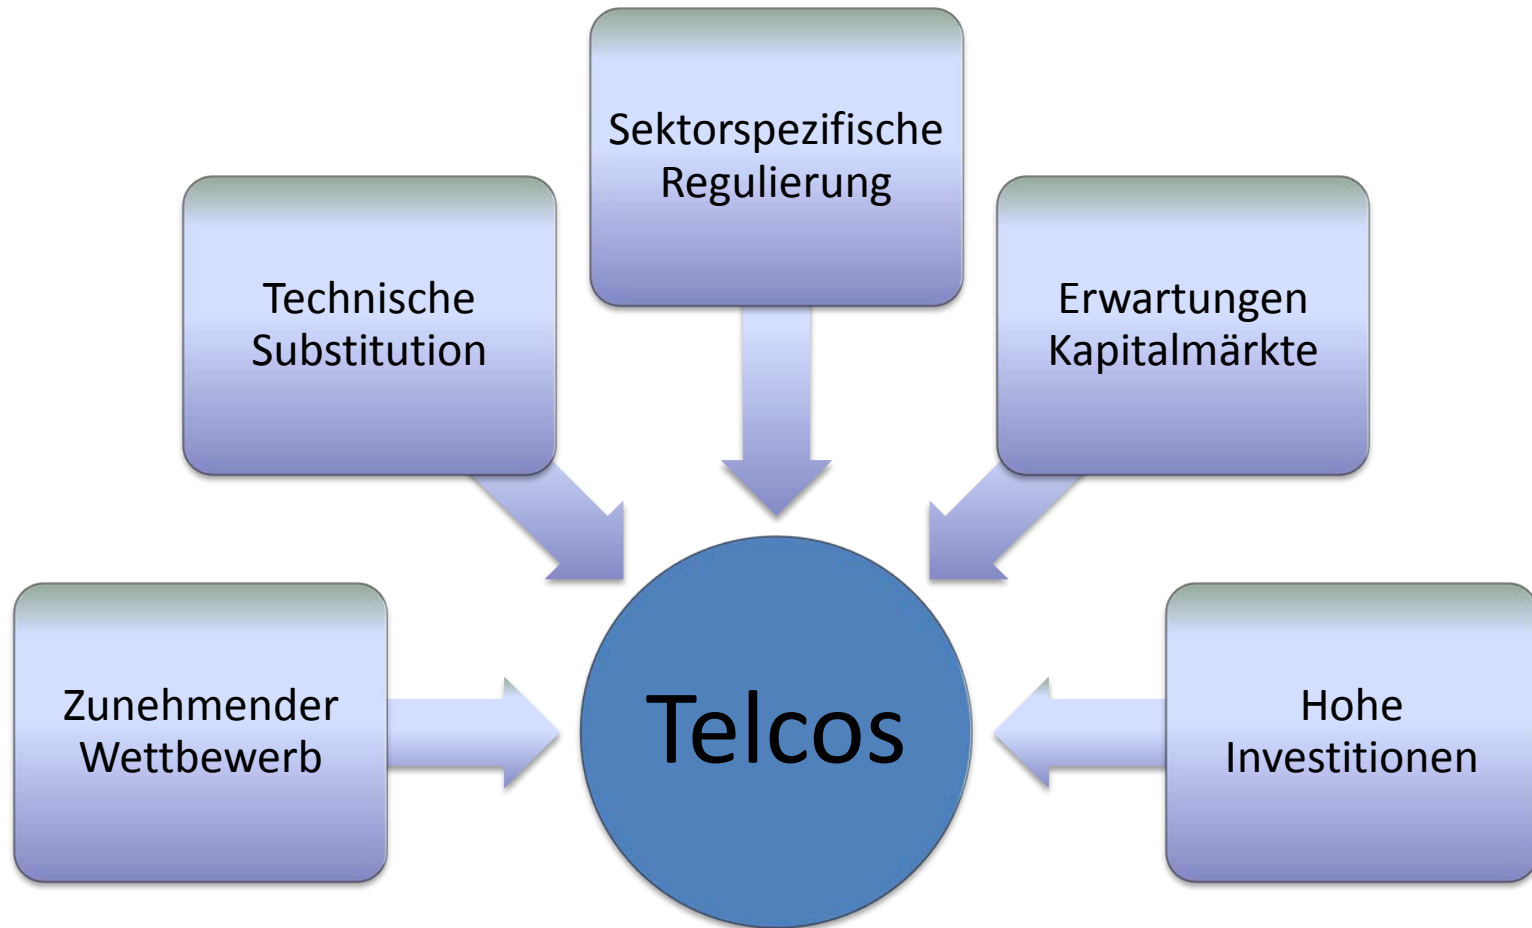 Sektorspezifische
Regulierung
Technische
Substitution
Erwartungen
Kapitalmärkte
Zunehmender
Wettbewerb
Telcos
Hohe
Investitionen